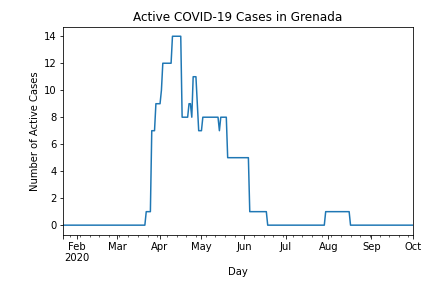 Active COVID-19 Cases in Grenada
Number of Active Cases
14
12
10
8
6
4
2
0
Feb
2020
Mar
Apr
May
Jun
Jul
Aug
Sep
Oct
Day